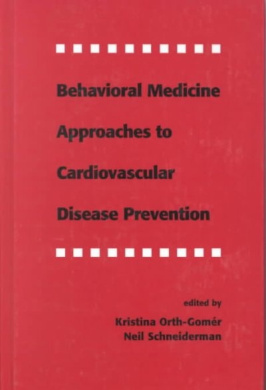 Behavioral Medicine
Approaches to
Cardiovascular
Disease Prevention
edited by
Kristina Orth-Gomér
Neil Schneiderman